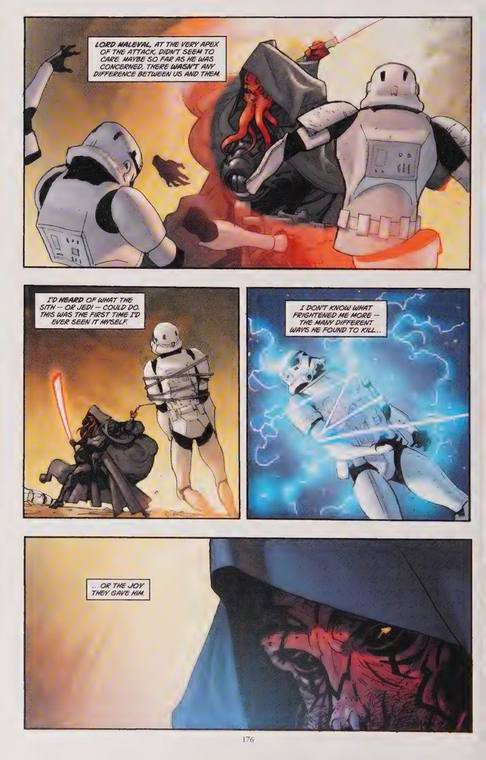 LORD MALEVAL, AT THE VERY APEX
OF THE ATTACK, DIDN'T SEEM TO
CARE. MAYBE SO FAR AS HE WAS
CONCERNED, THERE WASN'T ANY
DIFFERENCE BETWEEN US AND THEM.
I'D HEARD OF WHAT THE
SITH — OR JEDI — COULD DO.
THIS WAS THE FIRST TIME I'D
EVER SEEN IT MYSELF.
I DON'T KNOW WHAT
FRIGHTENED ME MORE —
THE MANY DIFFERENT
WAYS HE FOUND TO KILL...
... OR THE JOY
THEY GAVE HIM.
176